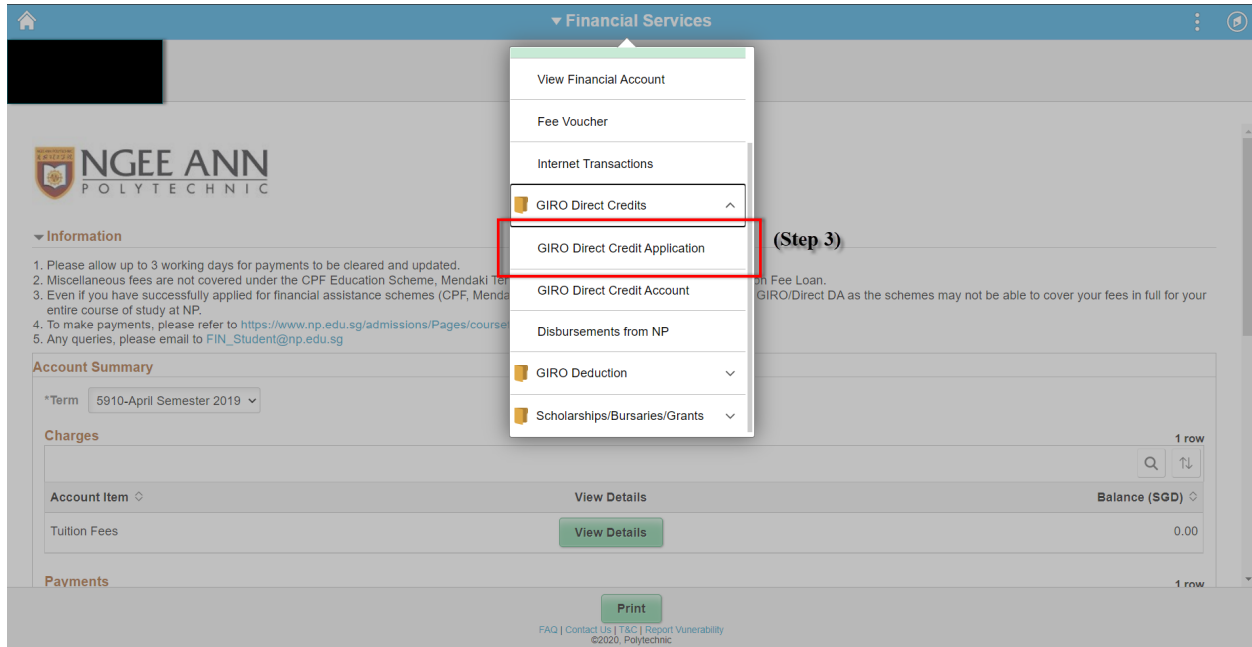 Financial Services
View Financial Account
Fee Voucher
Internet Transactions
GIRO Direct Credits
GIRO Direct Credit Application
(Step 3)
GIRO Direct Credit Account
Disbursements from NP
GIRO Deduction
Scholarships/Bursaries/Grants
NGEE ANN
POLYTECHNIC
Information
1. Please allow up to 3 working days for payments to be cleared and updated.
2. Miscellaneous fees are not covered under the CPF Education Scheme, Mendaki Fee Loan.
3. Even if you have successfully applied for financial assistance schemes (CPF, GIRO/Direct DA as the schemes may not be able to cover your fees in full for your
entire course of study at NP.
4. To make payments, please refer to https://www.np.edu.sg/admissions/Pages/course
5. Any queries, please email to FIN_Student@np.edu.sg
Account Summary
*Term 5910-April Semester 2019
Charges
1 row
Account Item View Details Balance (SGD)
Tuition Fees View Details 0.00
Payments
1 row
Print
FAQ | Contact Us | T&C | Report Vunerability
©2020, Polytechnic